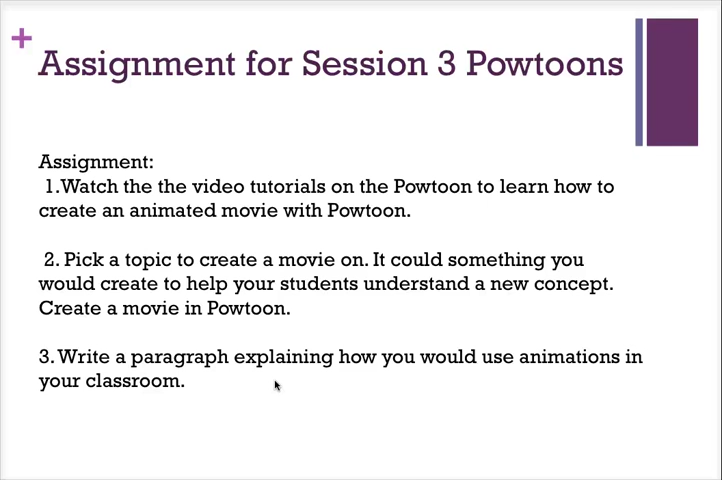 +
Assignment for Session 3 Powtoons
Assignment:
1.Watch the the video tutorials on the Powtoon to learn how to
create an animated movie with Powtoon.
2. Pick a topic to create a movie on. It could something you
would create to help your students understand a new concept.
Create a movie in Powtoon.
3. Write a paragraph explaining how you would use animations in
your classroom.